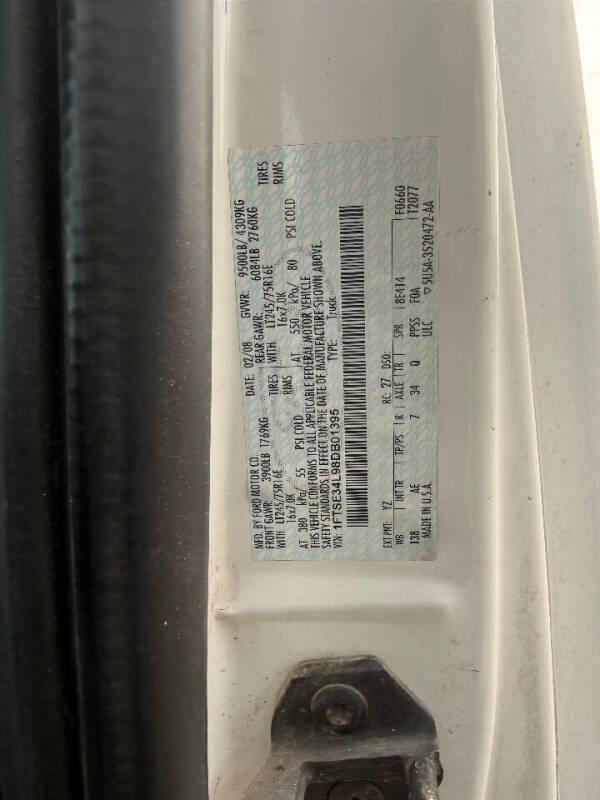 MFD. BY FORD MOTOR CO.
DATE: 02/08 GVWR: 9500LB/ 4309KG
FRONT GAWR: 3900LB 1769KG REAR GAWR: 6084LB 2760KG
WITH LT245/75R16E TIRES WITH LT245/75R16E TIRES
16x7.0K RIMS 16x7.0K RIMS
AT 380 kPa/ 55 PSI COLD AT 550 kPa/ 80 PSI COLD
THIS VEHICLE CONFORMS TO ALL APPLICABLE FEDERAL MOTOR VEHICLE
SAFETY STANDARDS IN EFFECT ON THE DATE OF MANUFACTURE SHOWN ABOVE.
VIN: 1FTSE34L98DB01395 TYPE: Truck
EXT PNT: YZ RC: 27 DSO: F0660
WB INT TR TP/PS R AXLE TR SPR 8E414 T2077
138 AE 7 34 Q PPSS F0A
MADE IN U.S.A. ULC ▽5U5A-3520472-AA